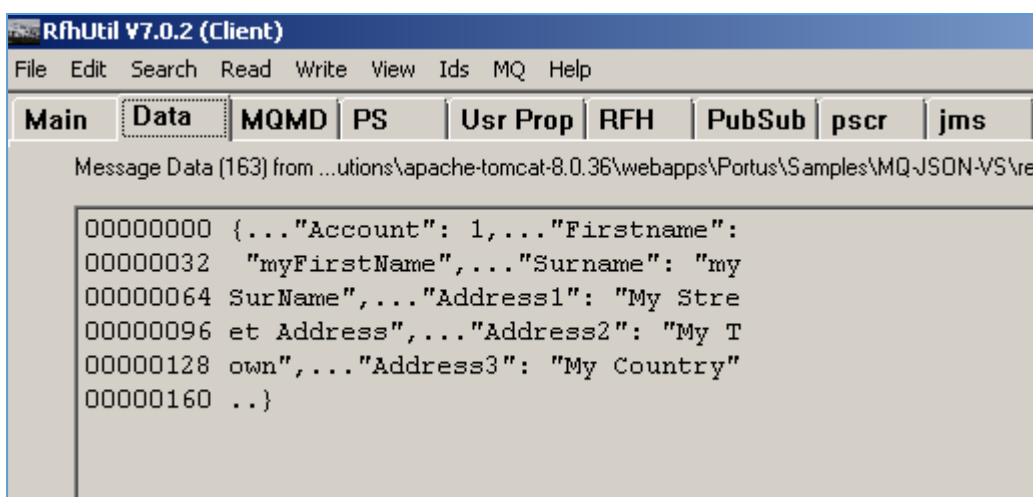 RfhUtil V7.0.2 (Client)
File Edit Search Read Write View Ids MQ Help
Main Data MQMD PS Usr Prop RFH PubSub pscr jms
Message Data (163) from ...utions\apache-tomcat-8.0.36\webapps\Portus\Samples\MQ-JSON-VS\re
00000000 {..."Account": 1,..."Firstname":
00000032  "myFirstName",..."Surname": "my
00000064 SurName",..."Address1": "My Stre
00000096 et Address",..."Address2": "My T
00000128 own",..."Address3": "My Country"
00000160 ..}